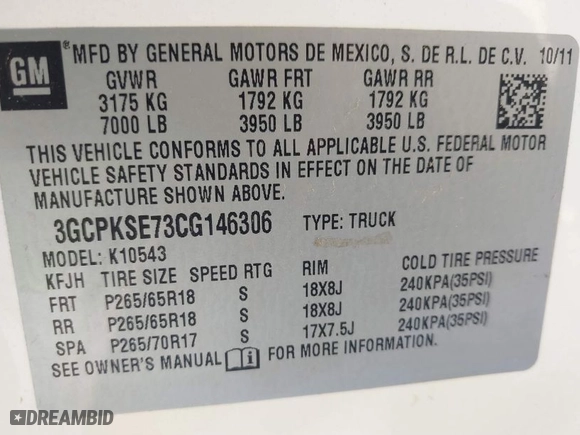 GM
® MFD BY GENERAL MOTORS DE MEXICO, S. DE R.L. DE C.V. 10/11
GVWR GAWR FRT GAWR RR
3175 KG 1792 KG 1792 KG
7000 LB 3950 LB 3950 LB
THIS VEHICLE CONFORMS TO ALL APPLICABLE U.S. FEDERAL MOTOR
VEHICLE SAFETY STANDARDS IN EFFECT ON THE DATE OF
MANUFACTURE SHOWN ABOVE.
3GCPKSE73CG146306 TYPE: TRUCK
MODEL: K10543
KFJH TIRE SIZE SPEED RTG RIM COLD TIRE PRESSURE
FRT P265/65R18 S 18X8J 240KPA(35PSI)
RR P265/65R18 S 18X8J 240KPA(35PSI)
SPA P265/70R17 S 17X7.5J 240KPA(35PSI)
SEE OWNER'S MANUAL i FOR MORE INFORMATION.
DREAMBID